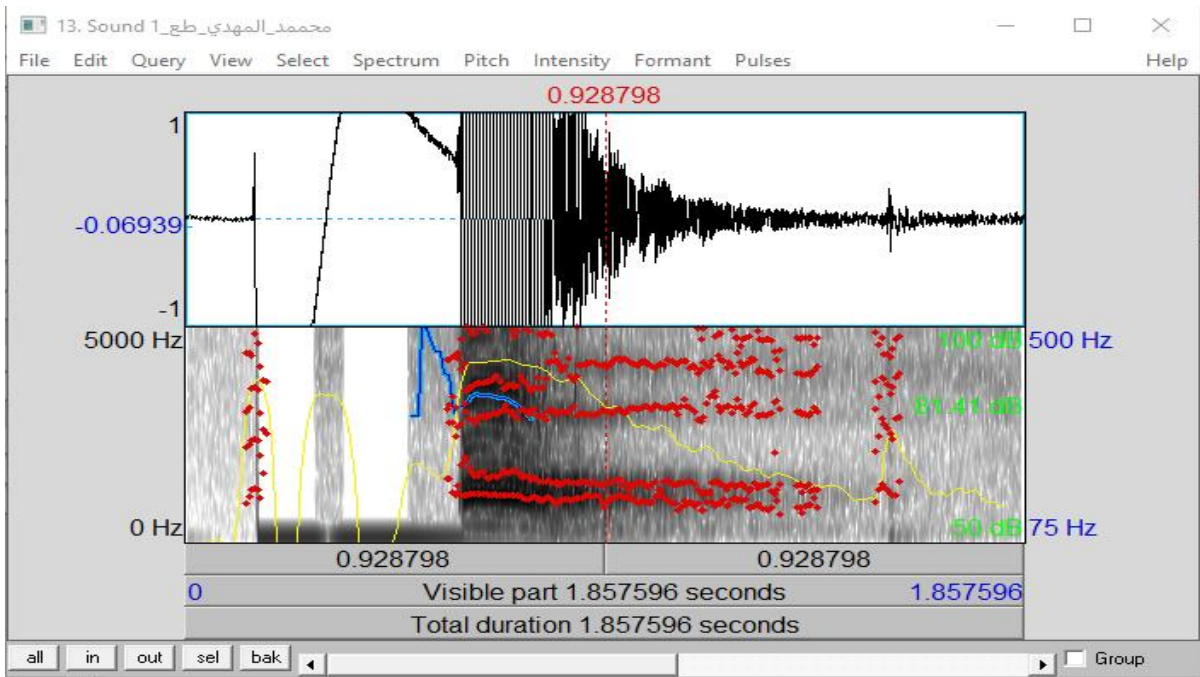 13. Sound 1_محممد_المهدي_طع
File Edit Query View Select Spectrum Pitch Intensity Formant Pulses Help
0.928798
1
-0.06939
-1
5000 Hz
100 dB
500 Hz
81.41 dB
0 Hz
50 dB
75 Hz
0.928798 0.928798
0 Visible part 1.857596 seconds 1.857596
Total duration 1.857596 seconds
all in out sel bak Group